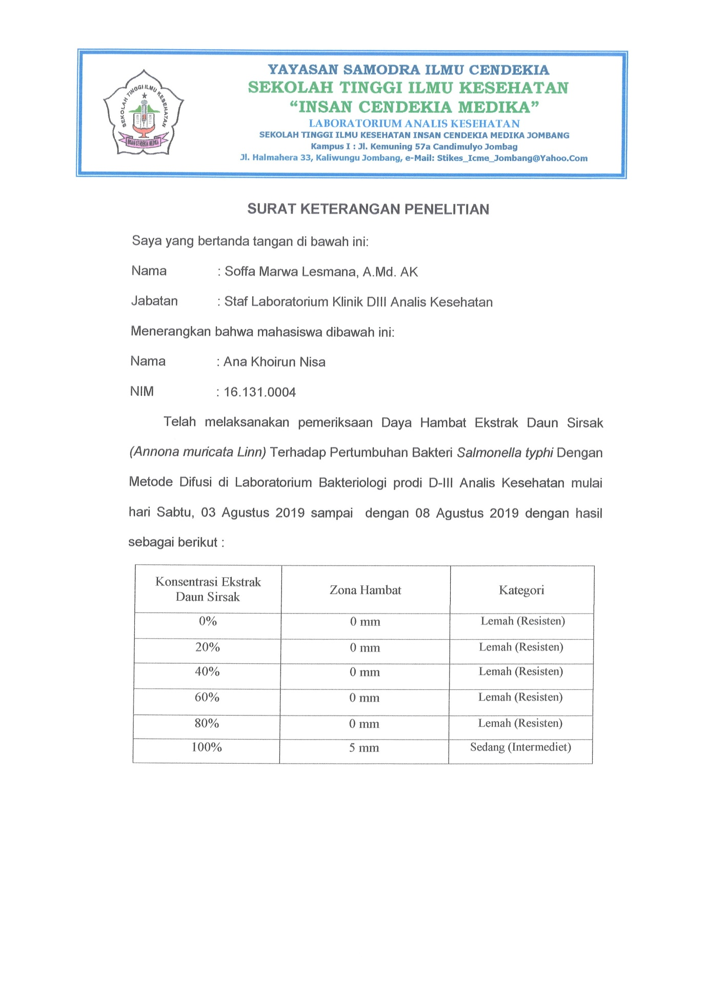 SEKOLAH TINGGI ILMU KESEHATAN
INSAN CENDEKIA MEDIKA
YAYASAN SAMODRA ILMU CENDEKIA
SEKOLAH TINGGI ILMU KESEHATAN
“INSAN CENDEKIA MEDIKA”
LABORATORIUM ANALIS KESEHATAN
SEKOLAH TINGGI ILMU KESEHATAN INSAN CENDEKIA MEDIKA JOMBANG
Kampus I : Jl. Kemuning 57a Candimulyo Jombag
Jl. Halmahera 33, Kaliwungu Jombang, e-Mail: Stikes_Icme_Jombang@Yahoo.Com
SURAT KETERANGAN PENELITIAN
Saya yang bertanda tangan di bawah ini:
Nama : Soffa Marwa Lesmana, A.Md. AK
Jabatan : Staf Laboratorium Klinik DIII Analis Kesehatan
Menerangkan bahwa mahasiswa dibawah ini:
Nama : Ana Khoirun Nisa
NIM : 16.131.0004
Telah melaksanakan pemeriksaan Daya Hambat Ekstrak Daun Sirsak
(Annona muricata Linn) Terhadap Pertumbuhan Bakteri Salmonella typhi Dengan
Metode Difusi di Laboratorium Bakteriologi prodi D-III Analis Kesehatan mulai
hari Sabtu, 03 Agustus 2019 sampai dengan 08 Agustus 2019 dengan hasil
sebagai berikut :
Konsentrasi Ekstrak Daun Sirsak Zona Hambat Kategori
0% 0 mm Lemah (Resisten)
20% 0 mm Lemah (Resisten)
40% 0 mm Lemah (Resisten)
60% 0 mm Lemah (Resisten)
80% 0 mm Lemah (Resisten)
100% 5 mm Sedang (Intermediet)